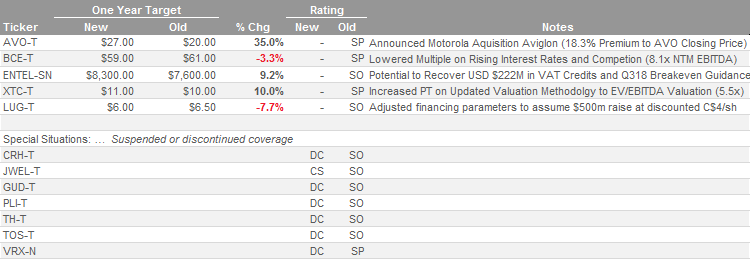 One Year Target Rating
Ticker New Old % Chg New Old Notes
AVO-T $27.00 $20.00 35.0% - SP Announced Motorola Aquisition Aviglon (18.3% Premium to AVO Closing Price)
BCE-T $59.00 $61.00 -3.3% - SP Lowered Multiple on Rising Interest Rates and Competion (8.1x NTM EBITDA)
ENTEL-SN $8,300.00 $7,600.00 9.2% - SO Potential to Recover USD $222M in VAT Credits and Q318 Breakeven Guidance
XTC-T $11.00 $10.00 10.0% - SP Increased PT on Updated Valuation Methodolgy to EV/EBITDA Valuation (5.5x)
LUG-T $6.00 $6.50 -7.7% - SO Adjusted financing parameters to assume $500m raise at discounted C$4/sh
Special Situations: … Suspended or discontinued coverage
CRH-T DC SO
JWEL-T CS SO
GUD-T DC SO
PLI-T DC SO
TH-T DC SO
TOS-T DC SO
VRX-N DC SP